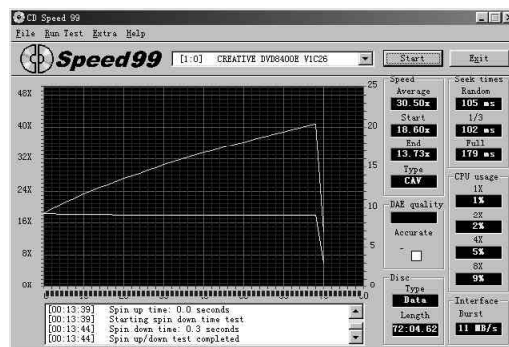 CD Speed 99
File Run Test Extra Help
Speed99
[1:0] CREATIVE DVD8400E V1C26
Start
Exit
48X
40X
32X
24X
16X
8X
0X
25
20
15
10
5
0
Speed
Average
30.50x
Start
18.60x
End
13.73x
Type
CAV
DAE quality
Accurate
-
Disc
Type
Data
Length
72:04.62
Seek times
Random
105 ms
1/3
102 ms
Full
179 ms
CPU usage
1X
1%
2X
2%
4X
5%
8X
9%
Interface
Burst
11 MB/s
[00:13:39] Spin up time: 0.0 seconds
[00:13:39] Starting spin down time test
[00:13:44] Spin down time: 0.3 seconds
[00:13:44] Spin up/down test completed